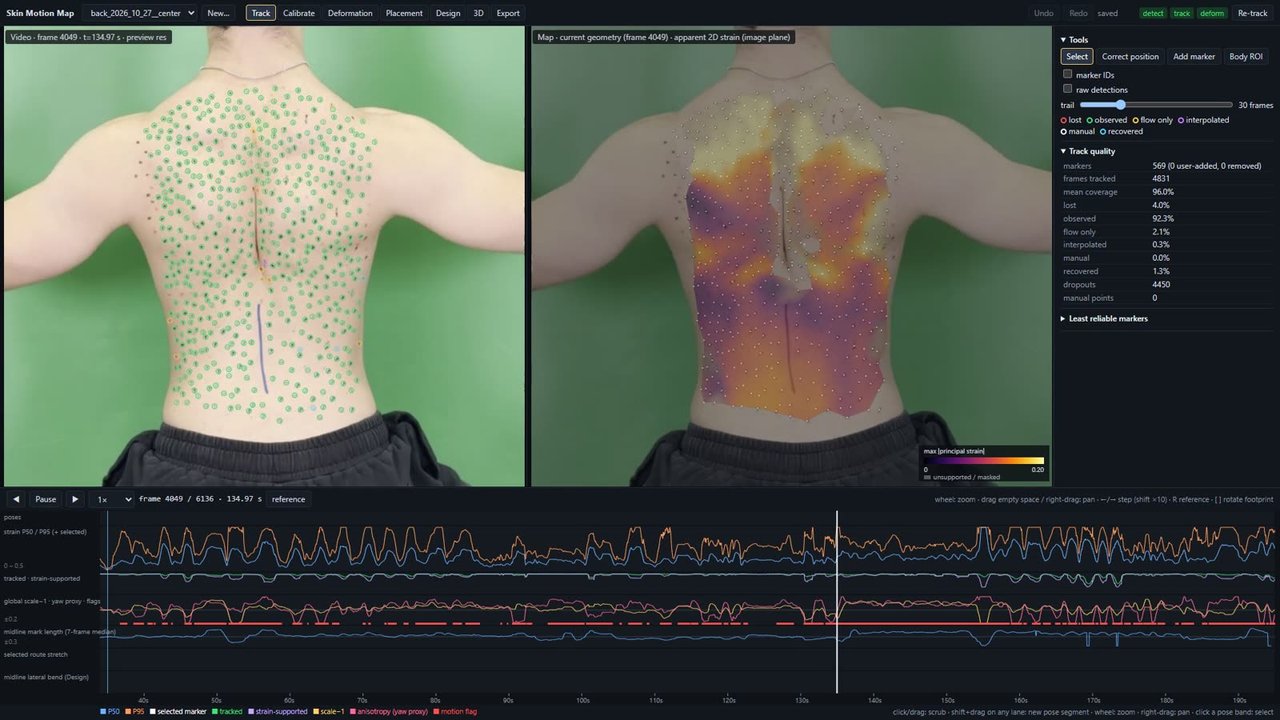 Skin Motion Map back_2026_10_27__center New... Track Calibrate Deformation Placement Design 3D Export Undo Redo saved detect track deform Re-track
Video - frame 4049 - t=134.97 s - preview res
Map - current geometry (frame 4049) - apparent 2D strain (image plane)
max |principal strain|
0 0.20
unsupported / masked
▼ Tools
Select Correct position Add marker Body ROI
marker IDs
raw detections
trail 30 frames
lost observed flow only interpolated
manual recovered
▼ Track quality
markers 569 (0 user-added, 0 removed)
frames tracked 4831
mean coverage 96.0%
lost 4.0%
observed 92.3%
flow only 2.1%
interpolated 0.3%
manual 0.0%
recovered 1.3%
dropouts 4450
manual points 0
▶ Least reliable markers
Pause 1× frame 4049 / 6136 · 134.97 s reference wheel: zoom · drag empty space / right-drag: pan · ←/→ step (shift ×10) · R reference · [ ] rotate footprint
poses
strain P50 / P95 (+ selected)
0 – 0.5
tracked · strain-supported
global scale−1 · yaw proxy · flags
±0.2
midline mark length (7-frame median)
±0.3
selected route stretch
midline lateral bend (Design)
40s 50s 60s 70s 80s 90s 100s 110s 120s 130s 140s 150s 160s 170s 180s 190s
P50 P95 selected marker tracked strain-supported scale−1 anisotropy (yaw proxy) motion flag click/drag: scrub · shift+drag on any lane: new pose segment · wheel: zoom · right-drag: pan · click a pose band: select